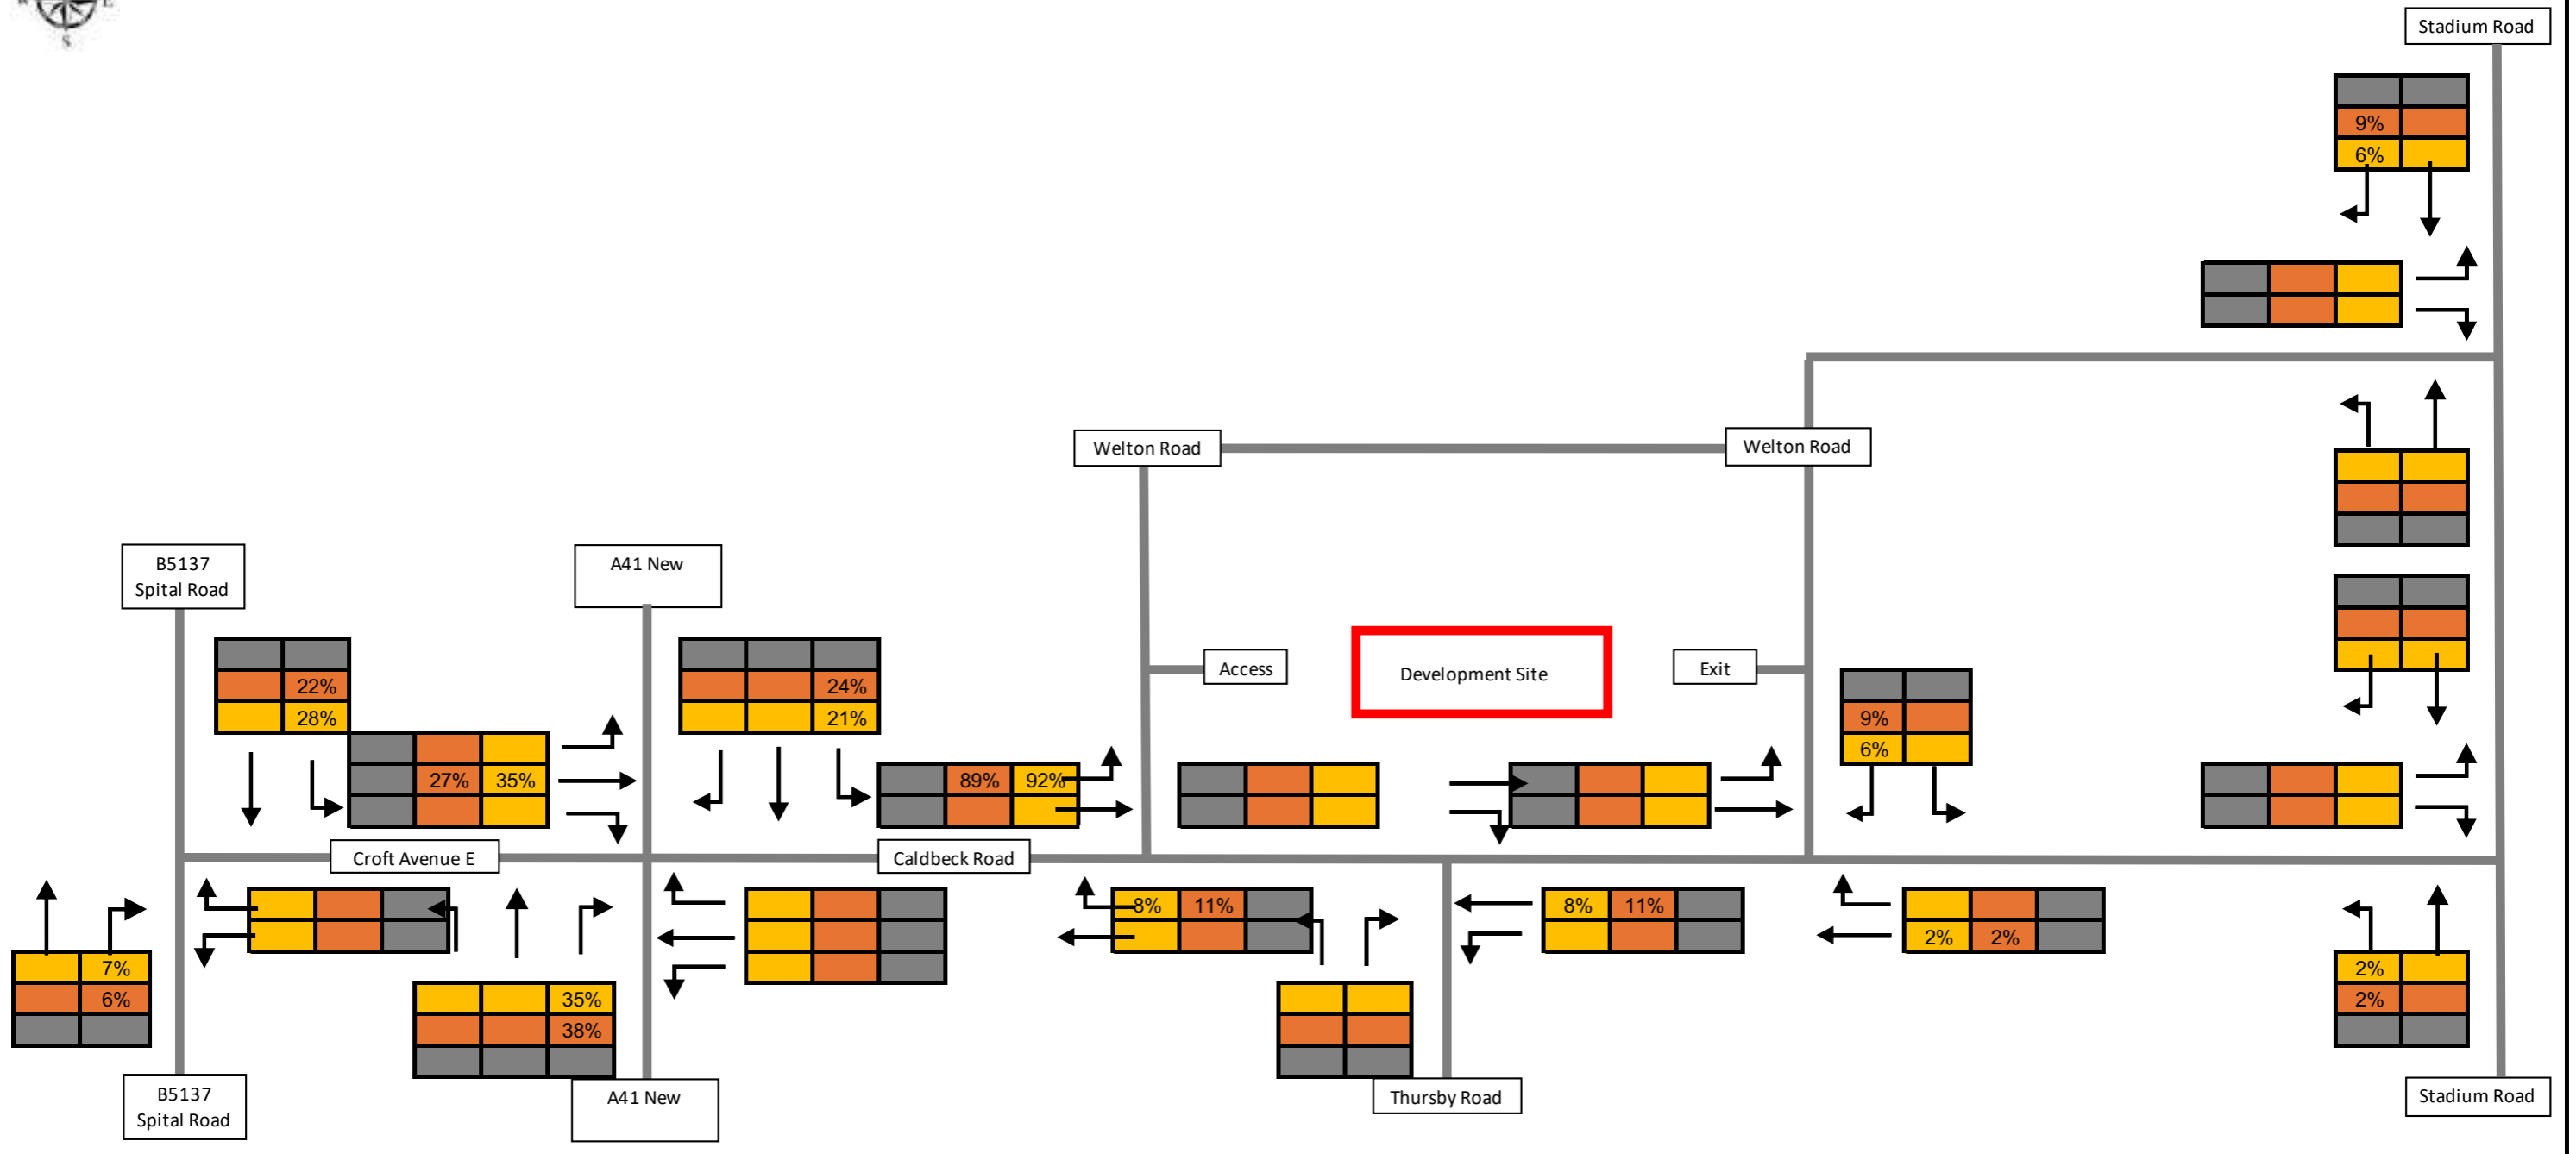 W
E
S
Stadium Road
9%
6%
Welton Road
Welton Road
B5137
Spital Road
A41 New
Access
Development Site
Exit
22%
28%
24%
21%
9%
6%
27% 35%
89% 92%
Croft Avenue E
Caldbeck Road
8% 11%
8% 11%
2% 2%
7%
6%
35%
38%
2%
2%
B5137
Spital Road
A41 New
Thursby Road
Stadium Road